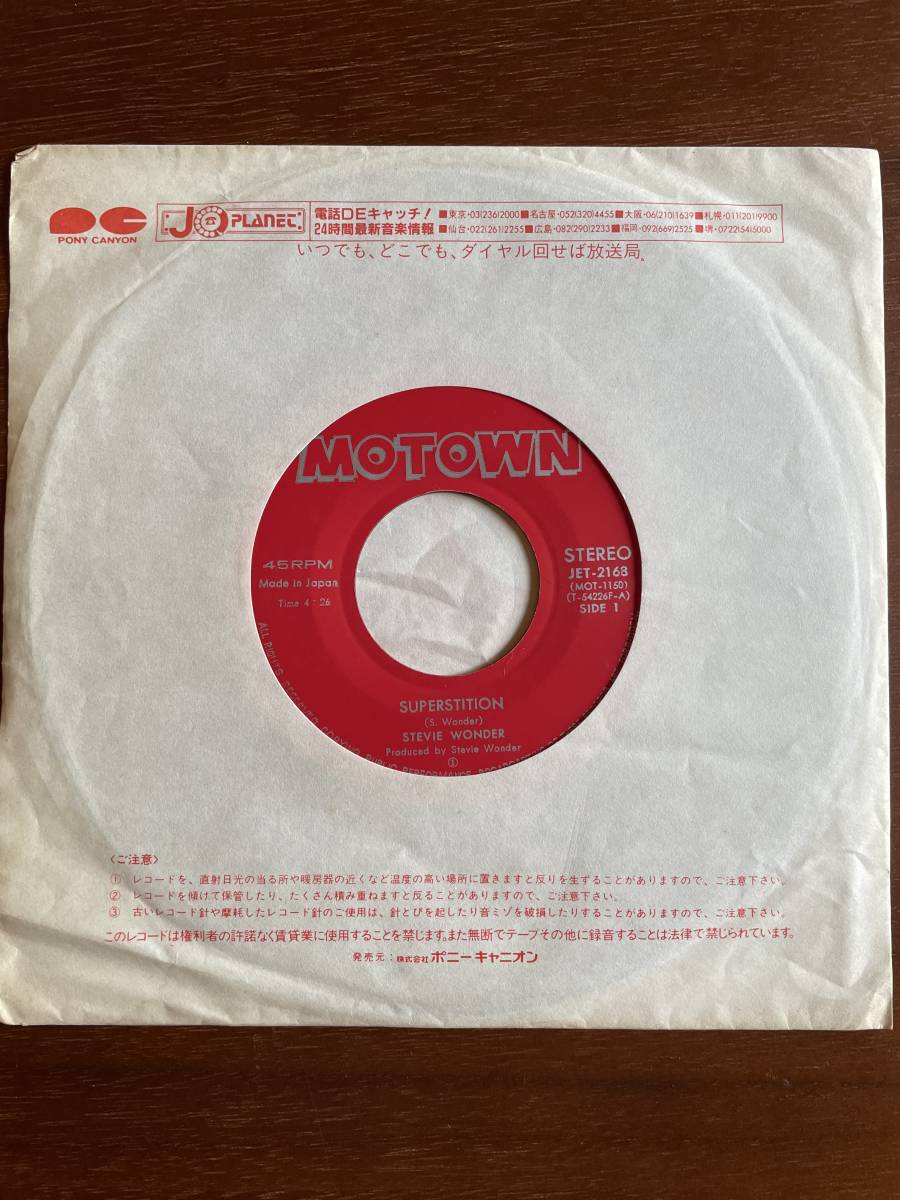 PC
PONY CANYON
JO PLANET
電話DEキャッチ!
24時間最新音楽情報
■東京・03(236)2000■名古屋・052(320)4455■大阪・06(210)1639■札幌・011(201)9900
■仙台・022(261)2255■広島・082(290)2233■福岡・092(669)2525■堺・0722(54)5000
いつでも、どこでも、ダイヤル回せば放送局。
MOTOWN
45RPM
Made in Japan
Time 4:26
STEREO
JET-2168
(MOT-1150)
(T-54226F-A)
SIDE 1
SUPERSTITION
(S. Wonder)
STEVIE WONDER
Produced by Stevie Wonder
①
ALL RIGHTS RESERVED COPYING PUBLIC PERFORMANCE BROADCASTING
〈ご注意〉
① レコードを、直射日光の当る所や暖房器の近くなど温度の高い場所に置きますと反りを生ずることがありますので、ご注意下さい。
② レコードを傾けて保管したり、たくさん積み重ねますと反ることがありますので、ご注意下さい。
③ 古いレコード針や摩耗したレコード針のご使用は、針とびを起したり音ミゾを破損したりすることがありますので、ご注意下さい。
このレコードは権利者の許諾なく賃貸業に使用することを禁じます。また無断でテープその他に録音することは法律で禁じられています。
発売元:株式会社ポニーキャニオン